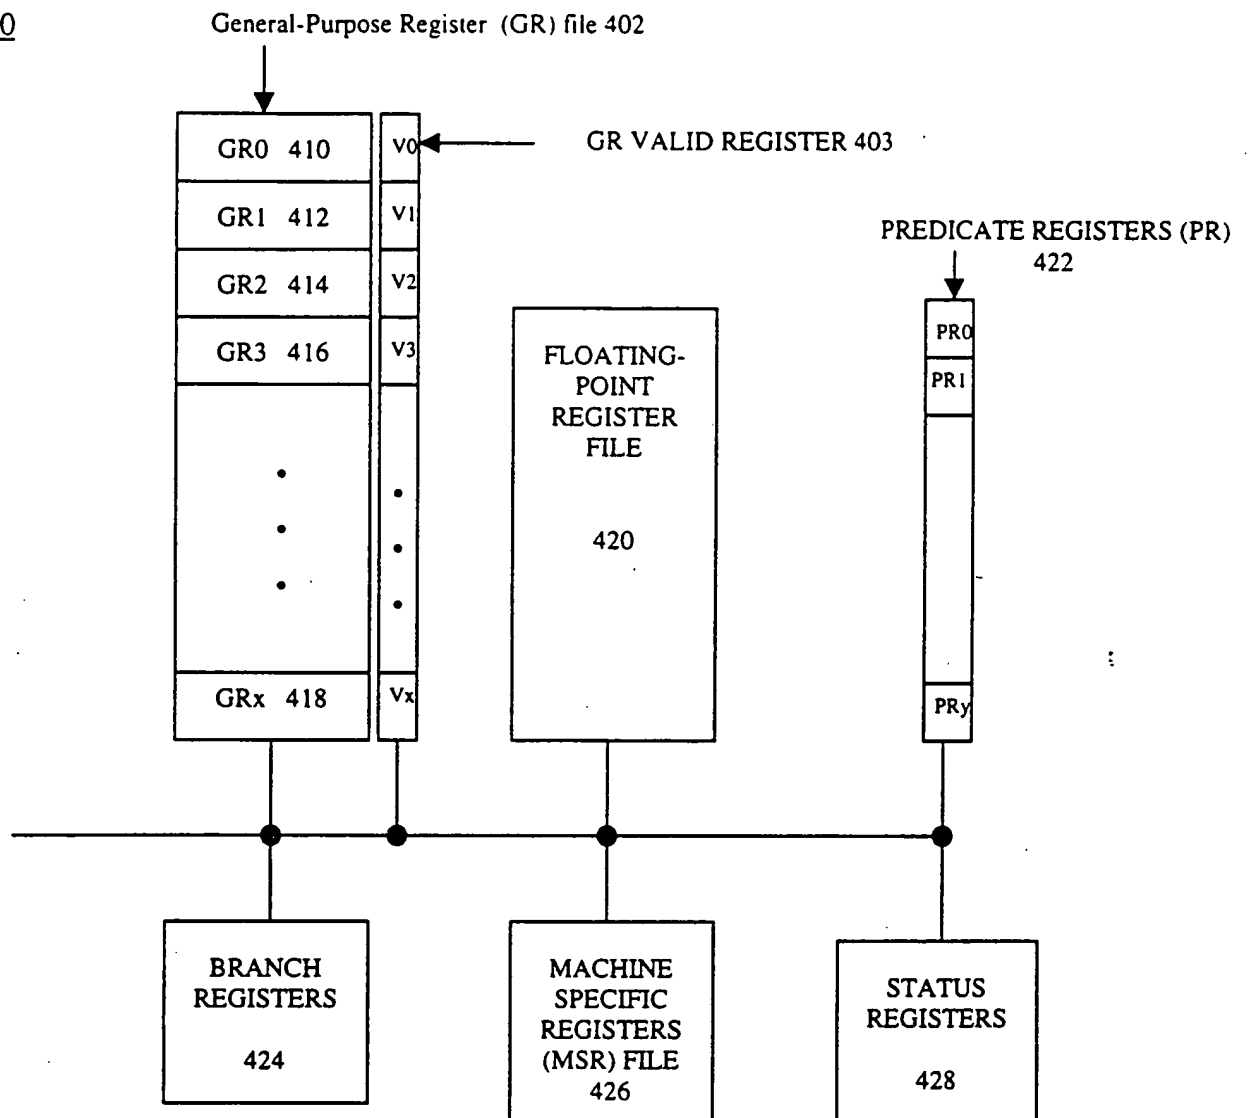 0
General-Purpose Register (GR) file 402
GR0 410
V0
GR VALID REGISTER 403
GR1 412
V1
PREDICATE REGISTERS (PR)
422
GR2 414
V2
PR0
GR3 416
V3
FLOATING-
POINT
REGISTER
FILE
PR1
420
GRx 418
Vx
PRy
BRANCH
REGISTERS
424
MACHINE
SPECIFIC
REGISTERS
(MSR) FILE
426
STATUS
REGISTERS
428